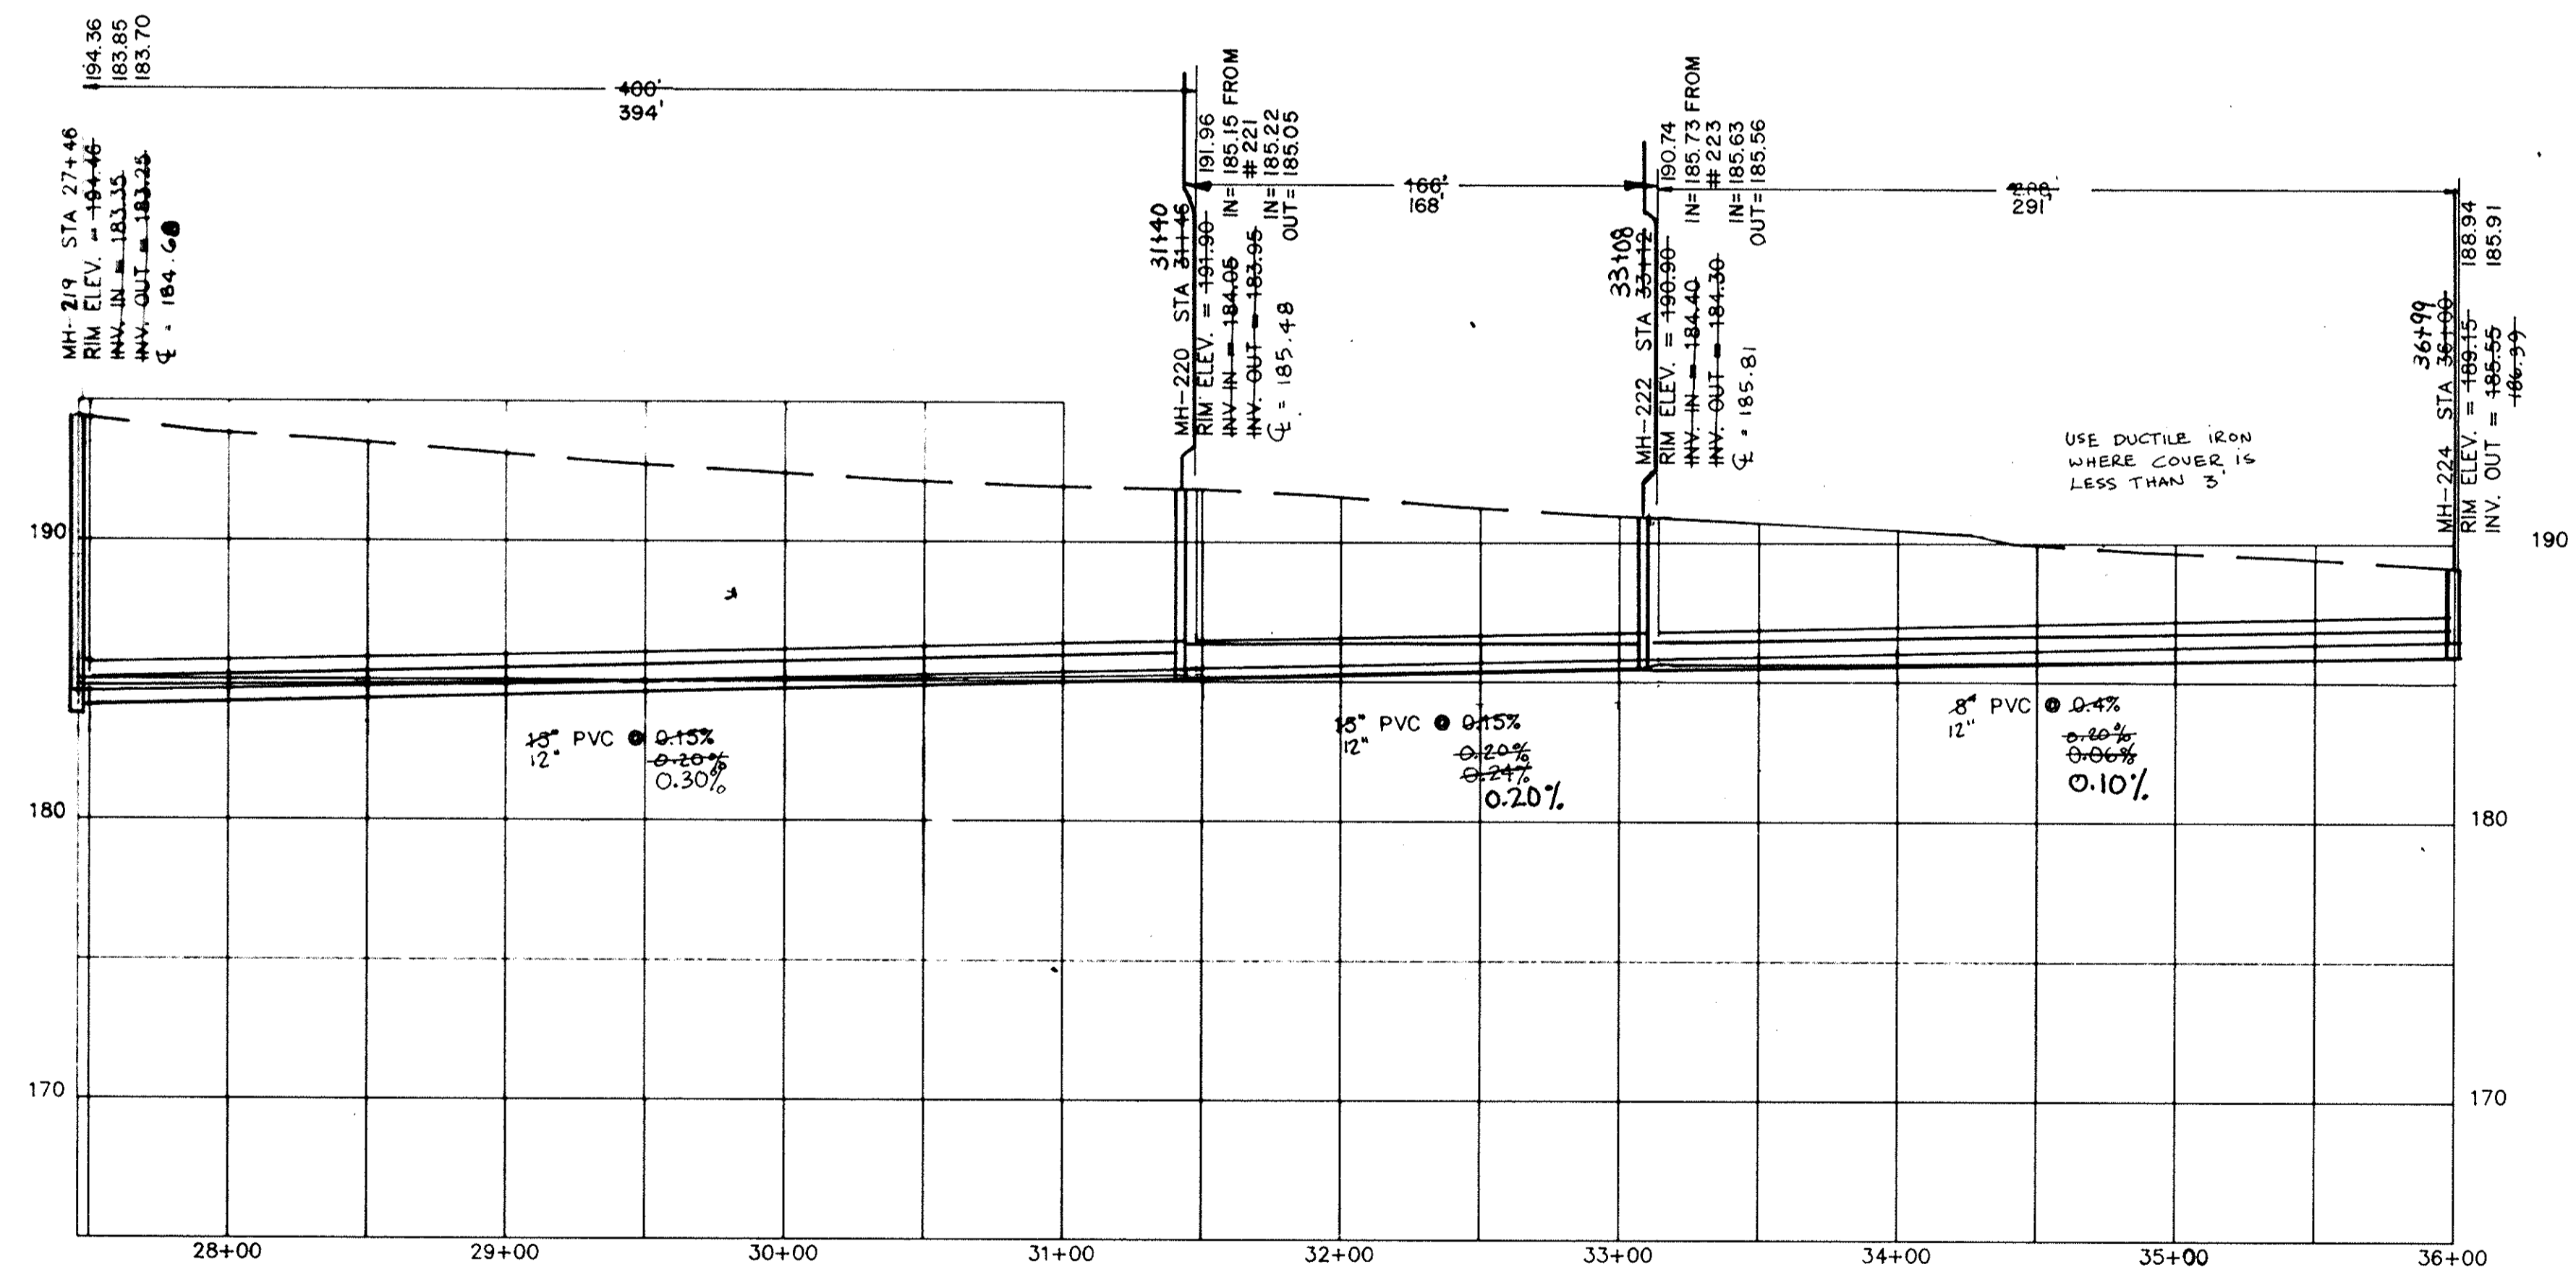 194.36
183.85
183.70
400'
394'
MH-219 STA 27+46
RIM ELEV. = 194.46
INV. IN = 183.35
INV. OUT = 183.25
℄ = 184.68
31+40
MH-220 STA 31+46
RIM ELEV. = 191.90 191.96
INV. IN = 184.05 IN= 185.15 FROM
INV. OUT = 183.95 # 221
℄ = 185.48 IN= 185.22
OUT= 185.05
166'
168'
33+08
MH-222 STA 33+12
RIM ELEV. = 190.90 190.74
INV. IN = 184.40 IN= 185.73 FROM
INV. OUT = 184.30 # 223
℄ = 185.81 IN= 185.63
OUT= 185.56
291'
36+99
MH-224 STA 36+00
RIM ELEV. = 189.15 188.94
INV. OUT = 185.55 185.91
186.39
USE DUCTILE IRON
WHERE COVER IS
LESS THAN 3'
190
190
15" PVC @ 0.15%
12" 0.20%
0.30%
15" PVC @ 0.15%
12" 0.20%
0.24%
0.20%
8" PVC @ 0.4%
12" 0.20%
0.06%
0.10%
180
180
170
170
28+00 29+00 30+00 31+00 32+00 33+00 34+00 35+00 36+00